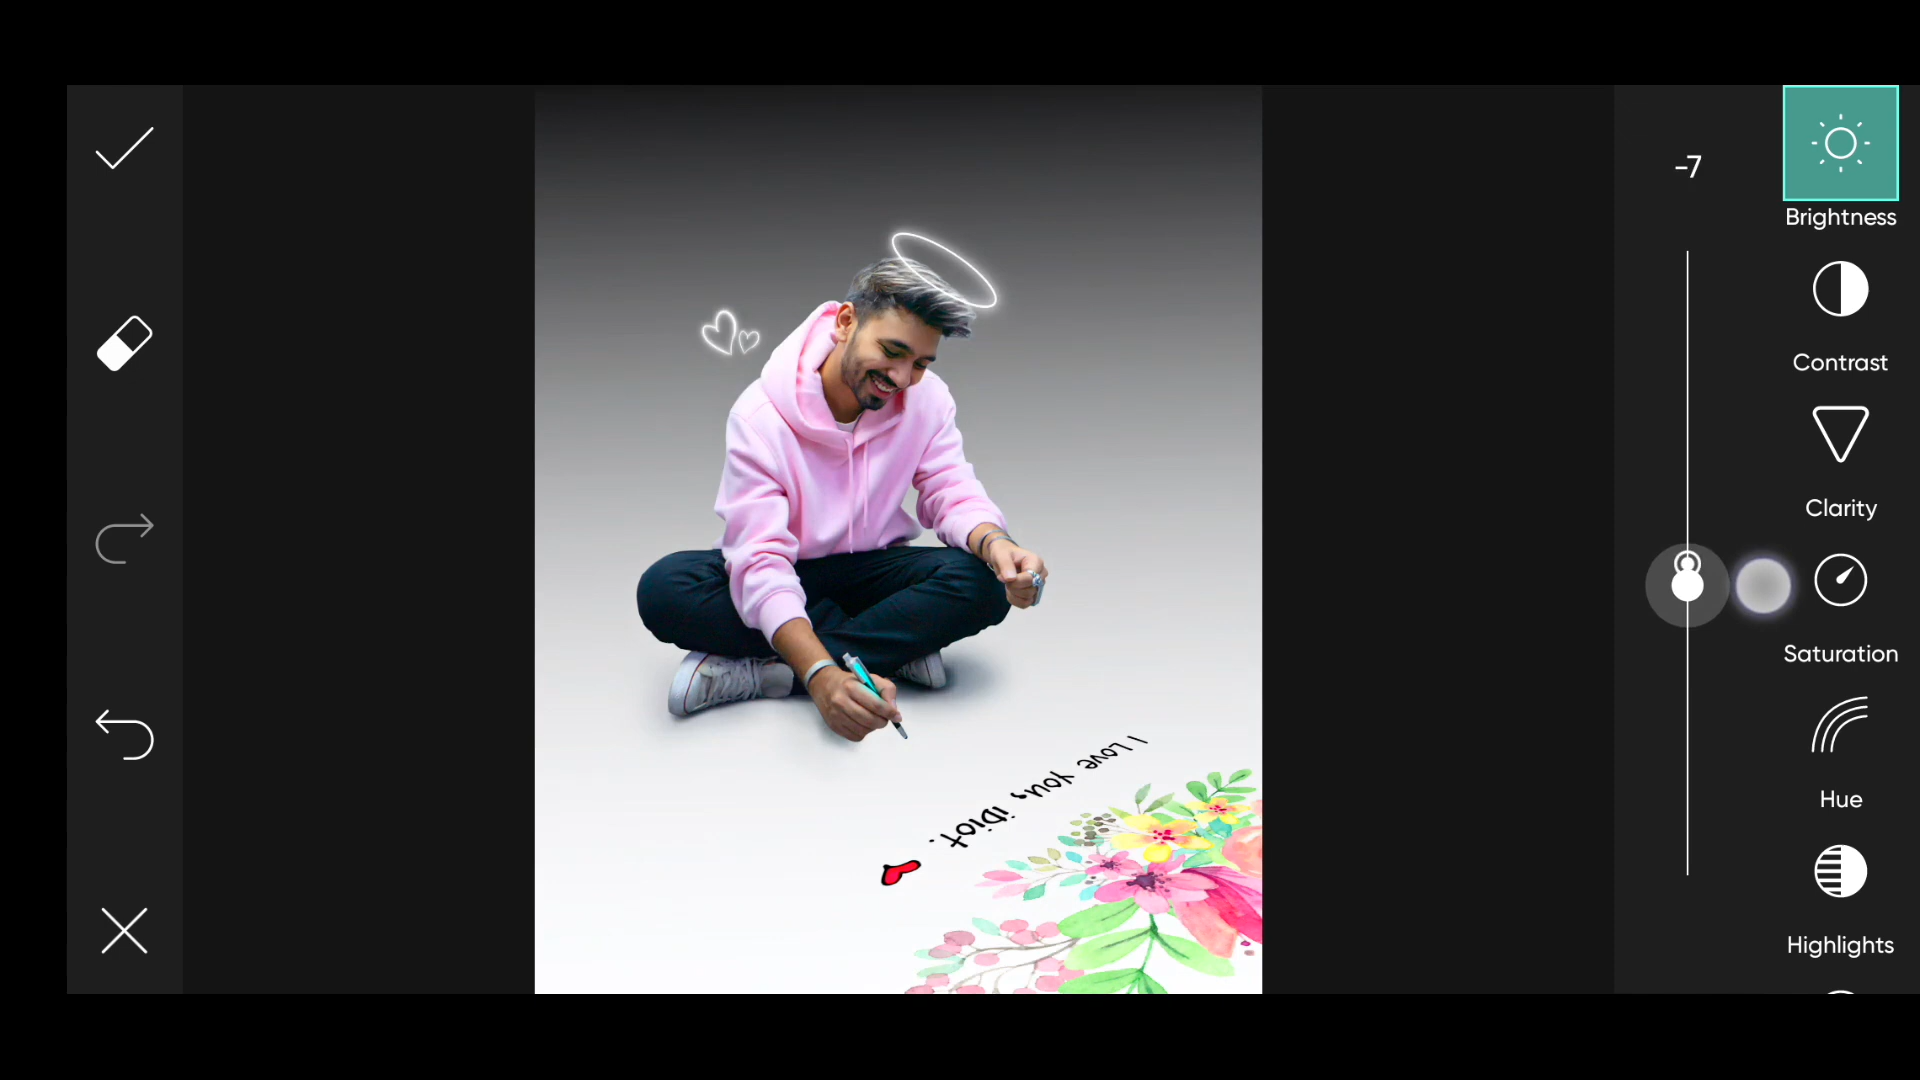 -7
Brightness
Contrast
Clarity
Saturation
Hue
Highlights
I Love you, idiot.